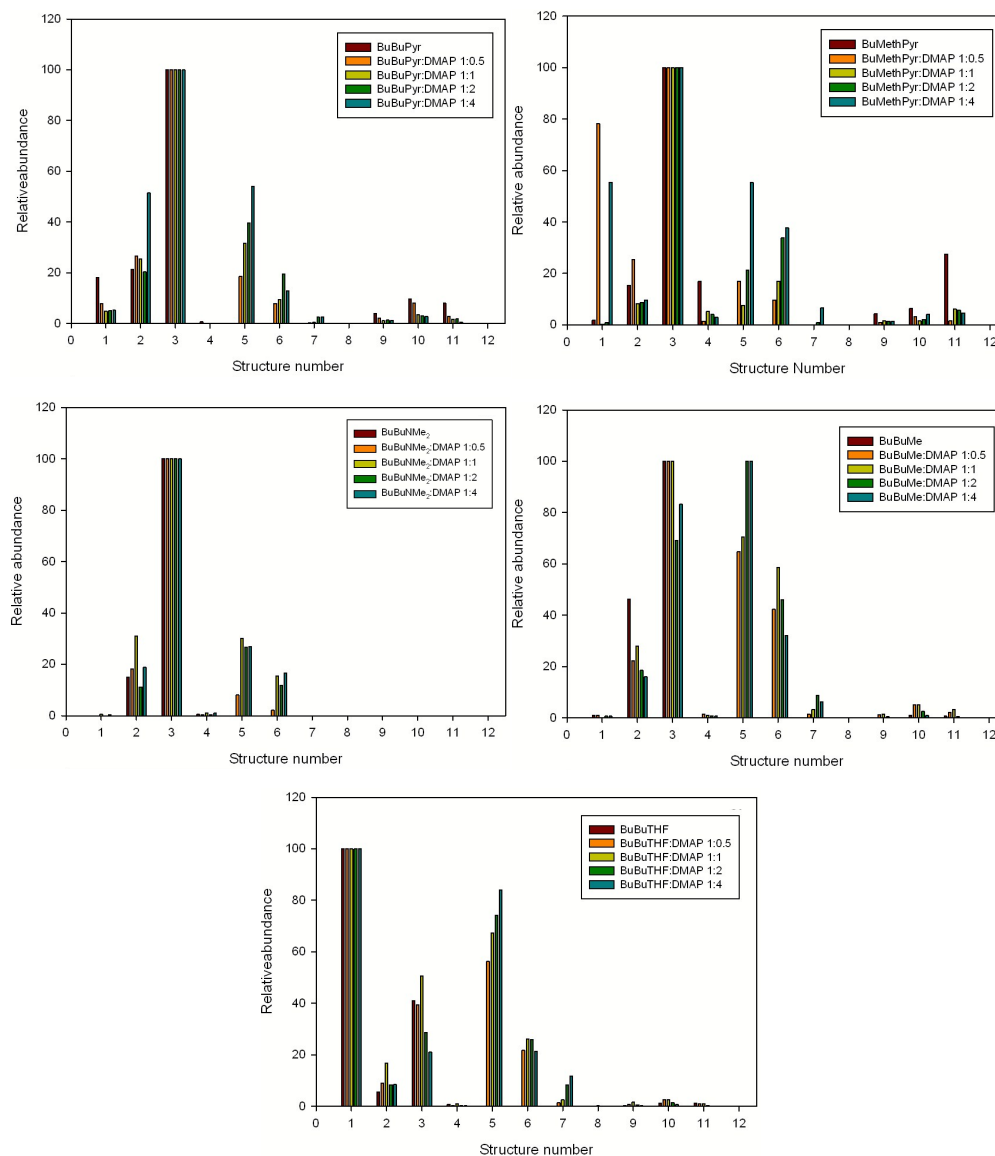 120
100
80
60
40
20
0
Relativeabundance
BuBuPyr
BuBuPyr:DMAP 1:0.5
BuBuPyr:DMAP 1:1
BuBuPyr:DMAP 1:2
BuBuPyr:DMAP 1:4
0 1 2 3 4 5 6 7 8 9 10 11 12
Structure number
120
100
80
60
40
20
0
Relative abundance
BuMethPyr
BuMethPyr:DMAP 1:0.5
BuMethPyr:DMAP 1:1
BuMethPyr:DMAP 1:2
BuMethPyr:DMAP 1:4
0 1 2 3 4 5 6 7 8 9 10 11 12
Structure Number
120
100
80
60
40
20
0
Relative abundance
BuBuNMe₂
BuBuNMe₂:DMAP 1:0.5
BuBuNMe₂:DMAP 1:1
BuBuNMe₂:DMAP 1:2
BuBuNMe₂:DMAP 1:4
0 1 2 3 4 5 6 7 8 9 10 11 12
Structure number
120
100
80
60
40
20
0
Relative abundance
BuBuMe
BuBuMe:DMAP 1:0.5
BuBuMe:DMAP 1:1
BuBuMe:DMAP 1:2
BuBuMe:DMAP 1:4
0 1 2 3 4 5 6 7 8 9 10 11 12
Structure number
120
100
80
60
40
20
0
Relativeabundance
BuBuTHF
BuBuTHF:DMAP 1:0.5
BuBuTHF:DMAP 1:1
BuBuTHF:DMAP 1:2
BuBuTHF:DMAP 1:4
0 1 2 3 4 5 6 7 8 9 10 11 12
Structure number